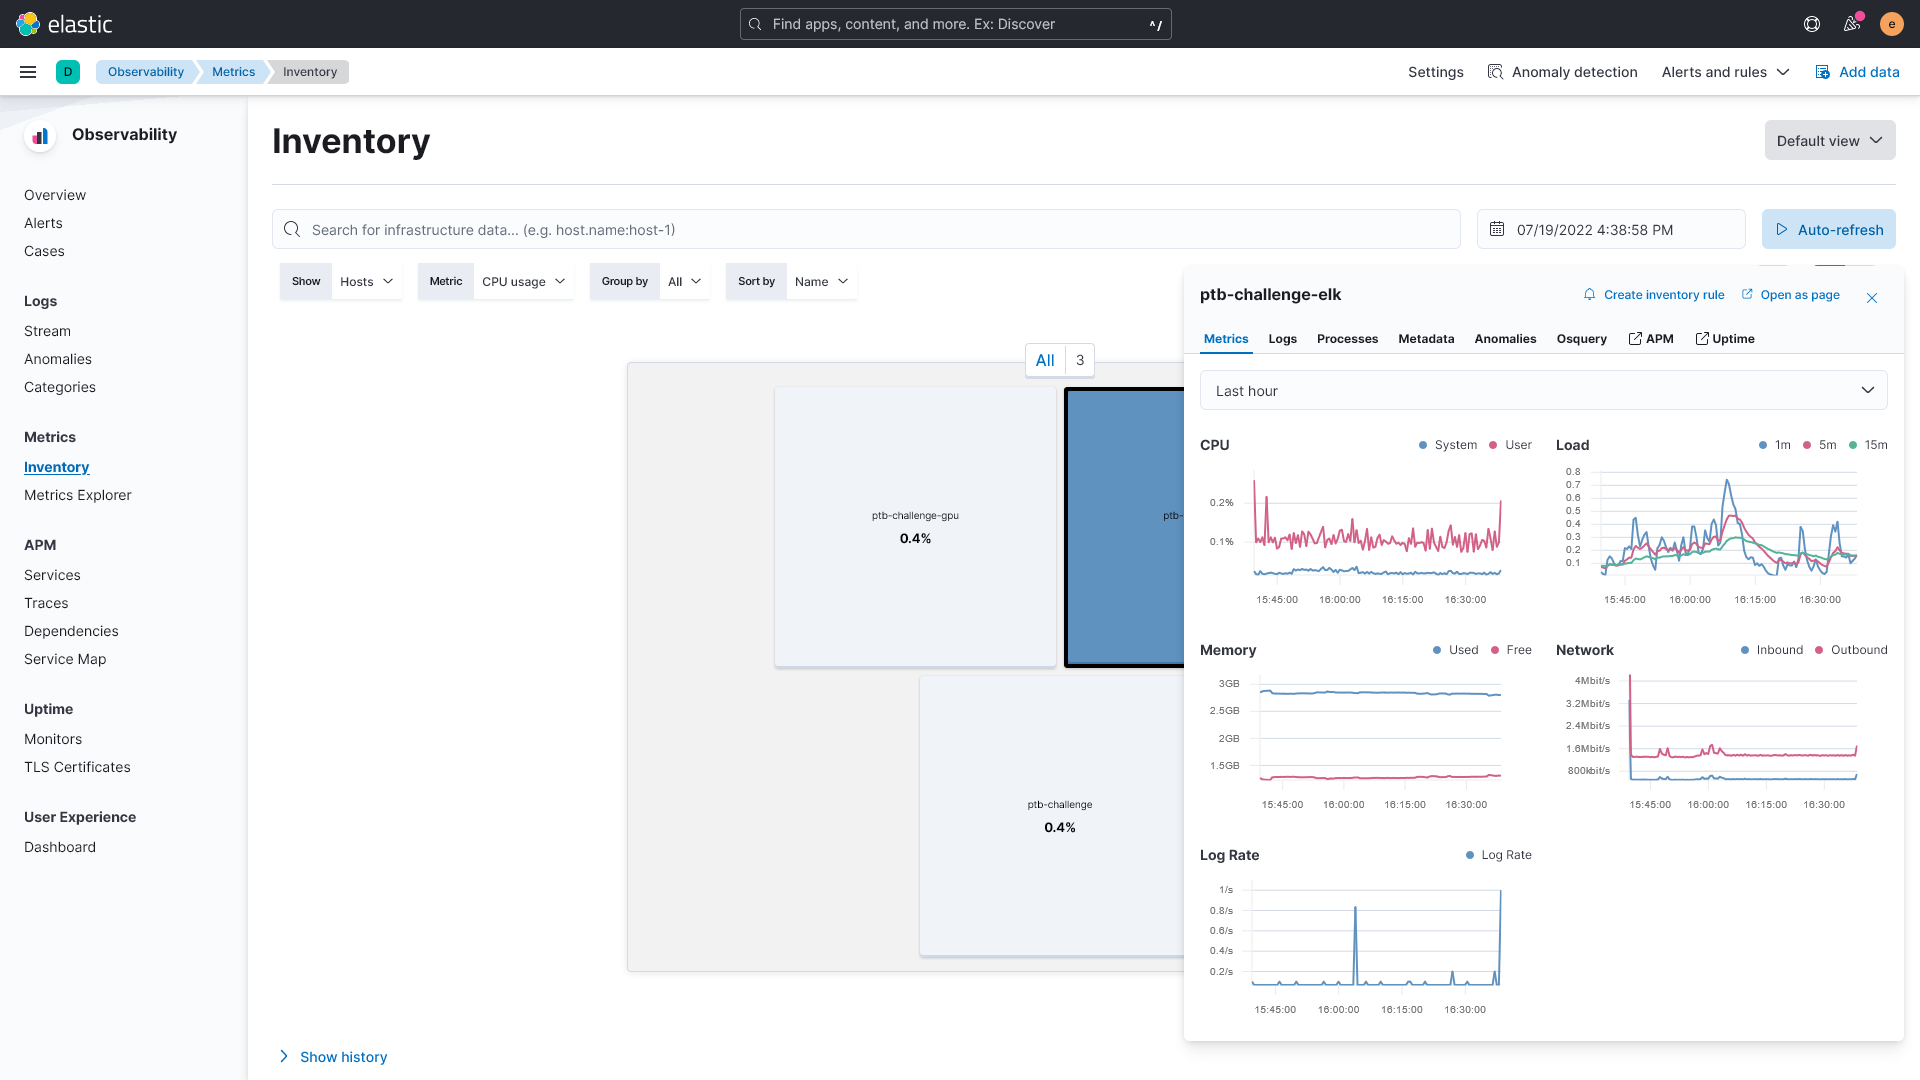 elastic
Find apps, content, and more. Ex: Discover
^/
e
D
Observability
Metrics
Inventory
Settings
Anomaly detection
Alerts and rules
Add data
Observability
Overview
Alerts
Cases
Logs
Stream
Anomalies
Categories
Metrics
Inventory
Metrics Explorer
APM
Services
Traces
Dependencies
Service Map
Uptime
Monitors
TLS Certificates
User Experience
Dashboard
Inventory
Default view
Search for infrastructure data... (e.g. host.name:host-1)
07/19/2022 4:38:58 PM
Auto-refresh
Show Hosts
Metric CPU usage
Group by All
Sort by Name
All 3
ptb-challenge-gpu
0.4%
ptb-
ptb-challenge
0.4%
Show history
ptb-challenge-elk
Create inventory rule
Open as page
Metrics Logs Processes Metadata Anomalies Osquery APM Uptime
Last hour
CPU
System User
0.2%
0.1%
15:45:00 16:00:00 16:15:00 16:30:00
Load
1m 5m 15m
0.8
0.7
0.6
0.5
0.4
0.3
0.2
0.1
15:45:00 16:00:00 16:15:00 16:30:00
Memory
Used Free
3GB
2.5GB
2GB
1.5GB
15:45:00 16:00:00 16:15:00 16:30:00
Network
Inbound Outbound
4Mbit/s
3.2Mbit/s
2.4Mbit/s
1.6Mbit/s
800kbit/s
15:45:00 16:00:00 16:15:00 16:30:00
Log Rate
Log Rate
1/s
0.8/s
0.6/s
0.4/s
0.2/s
15:45:00 16:00:00 16:15:00 16:30:00